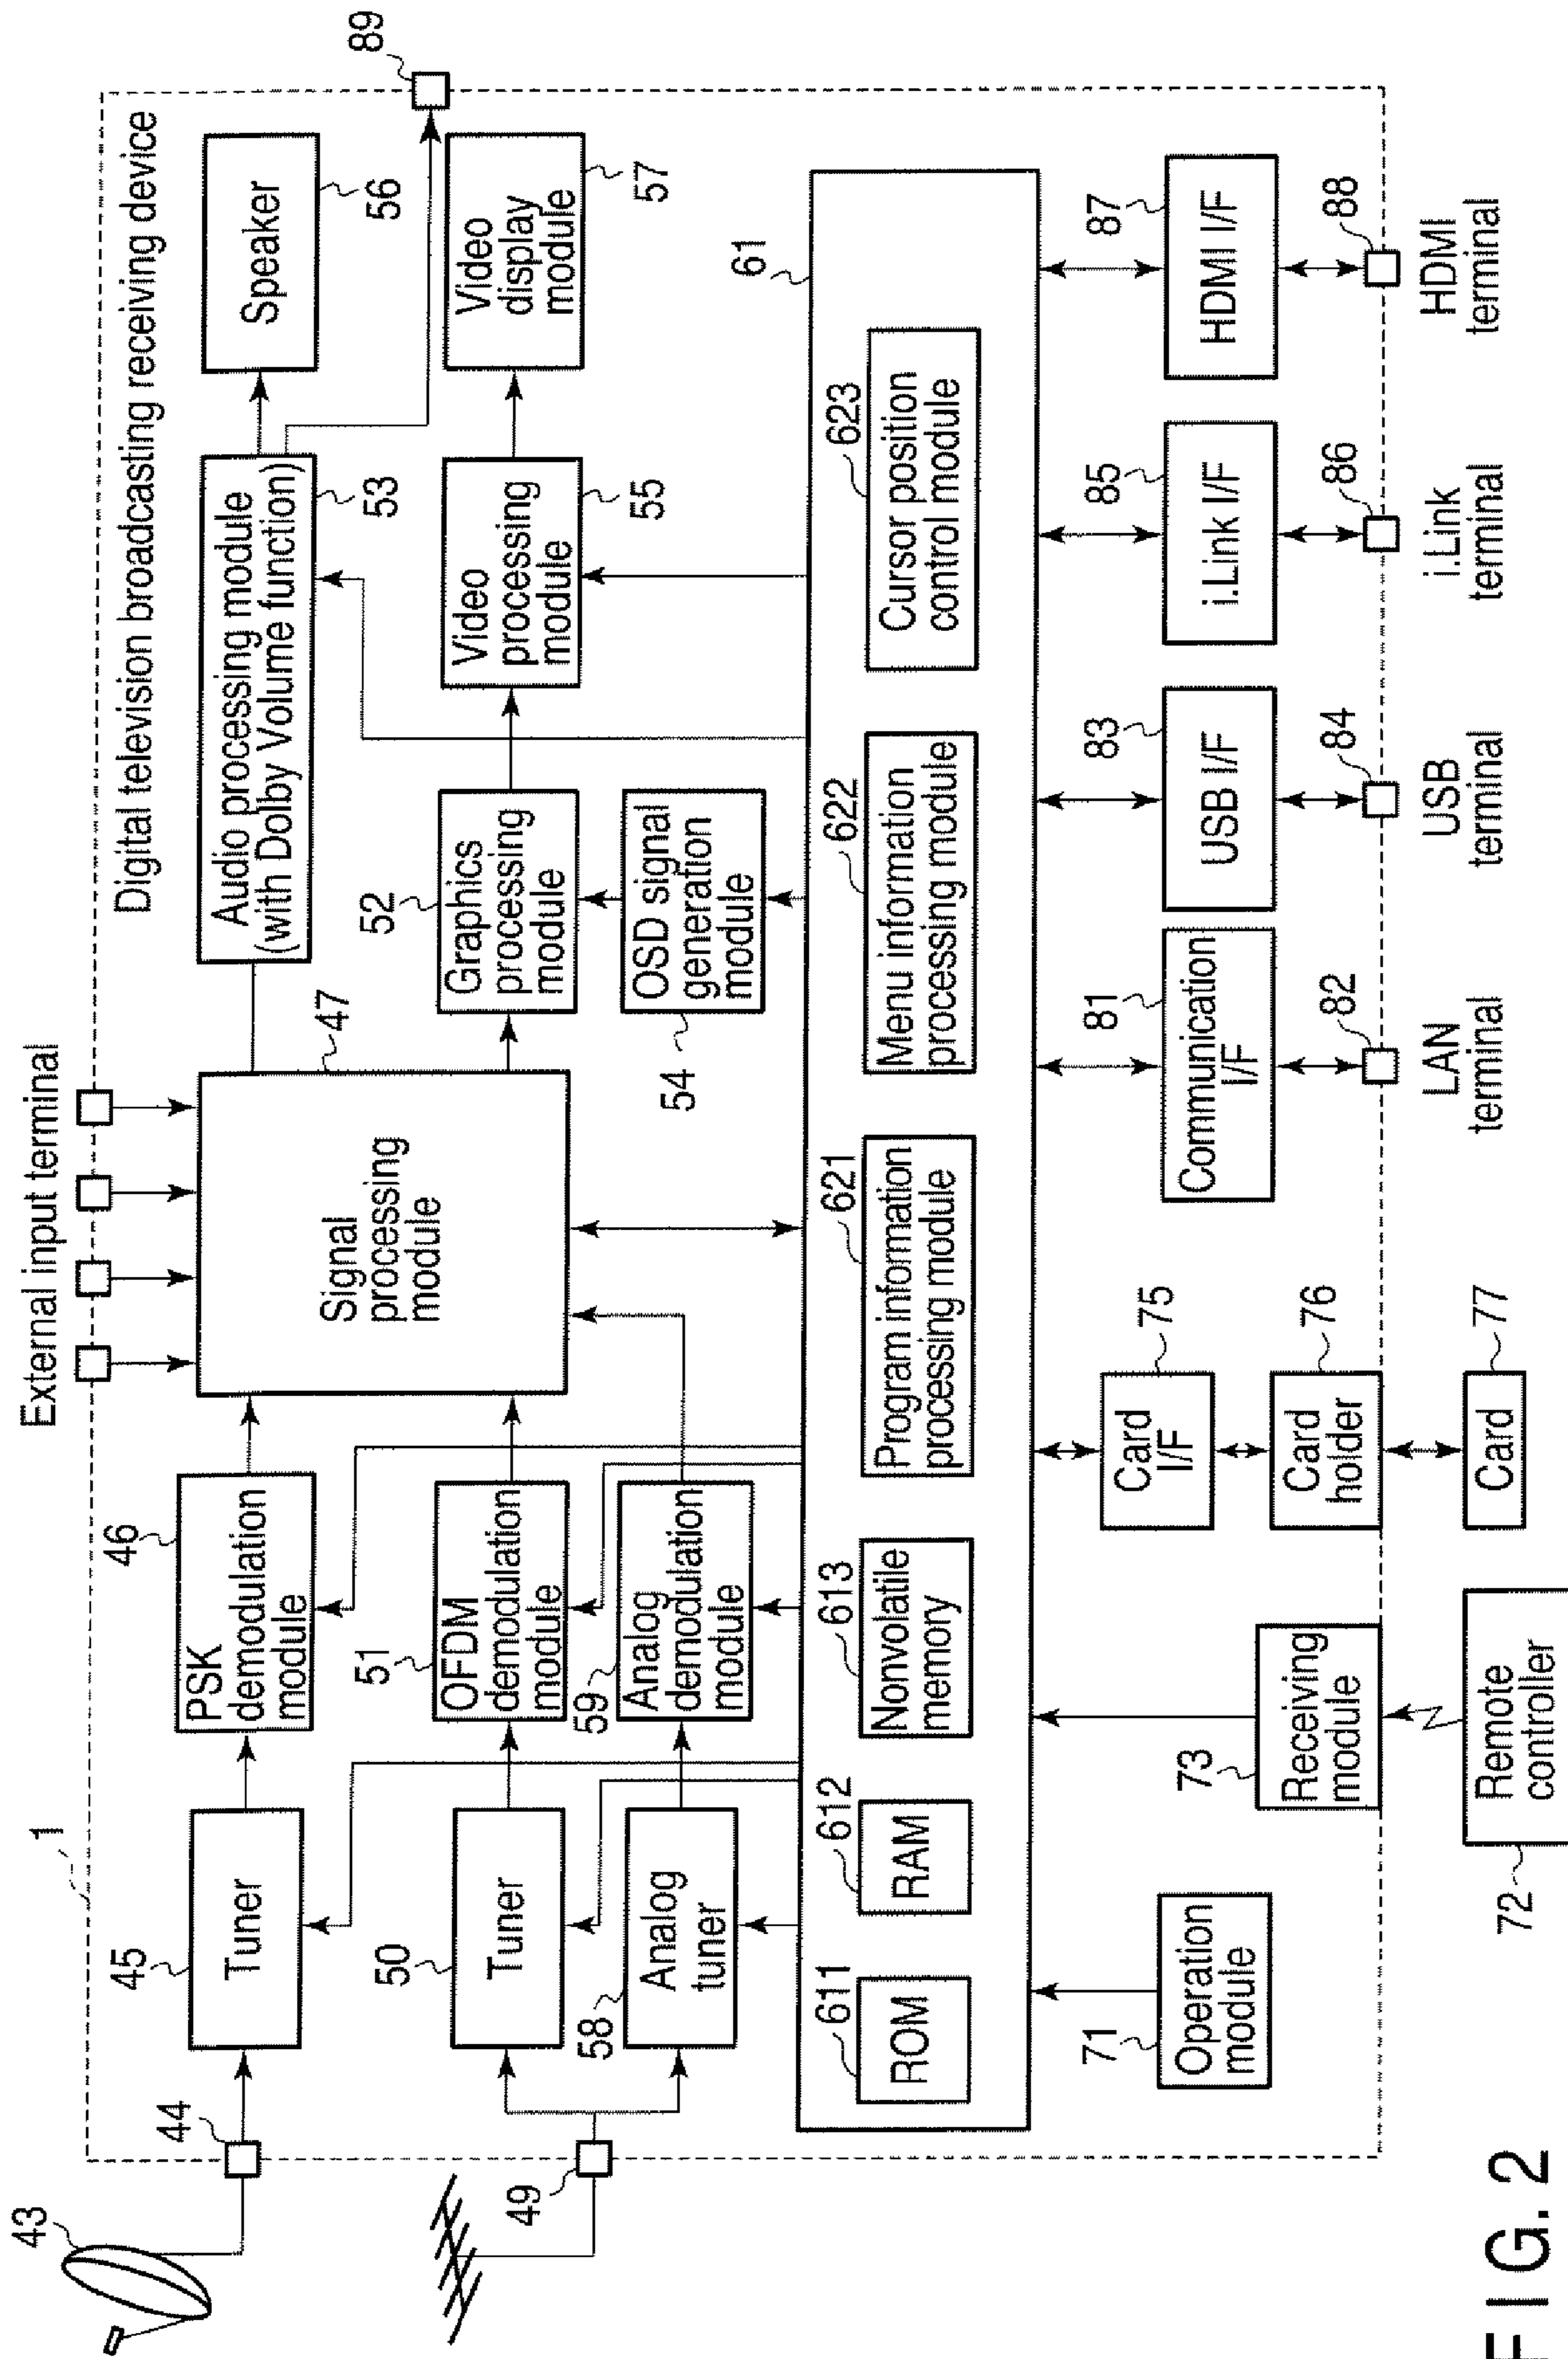 External input terminal
Digital television broadcasting receiving device
1
43
44
45
Tuner
46
PSK
demodulation
module
47
Signal
processing
module
Audio processing module
(with Dolby Volume function)
53
Speaker
56
89
49
50
Tuner
51
OFDM
demodulation
module
52
Graphics
processing
module
Video
processing
module
55
Video
display
module
57
58
Analog
tuner
59
Analog
demodulation
module
OSD signal
generation
module
54
61
611
ROM
612
RAM
613
Nonvolatile
memory
621
Program information
processing module
622
Menu information
processing module
623
Cursor position
control module
71
Operation
module
73
Receiving
module
72
Remote
controller
Card
I/F
75
Card
holder
76
Card
77
81
Communication
I/F
82
LAN
terminal
83
USB I/F
84
USB
terminal
85
i.Link I/F
86
i.Link
terminal
87
HDMI I/F
88
HDMI
terminal
FIG. 2